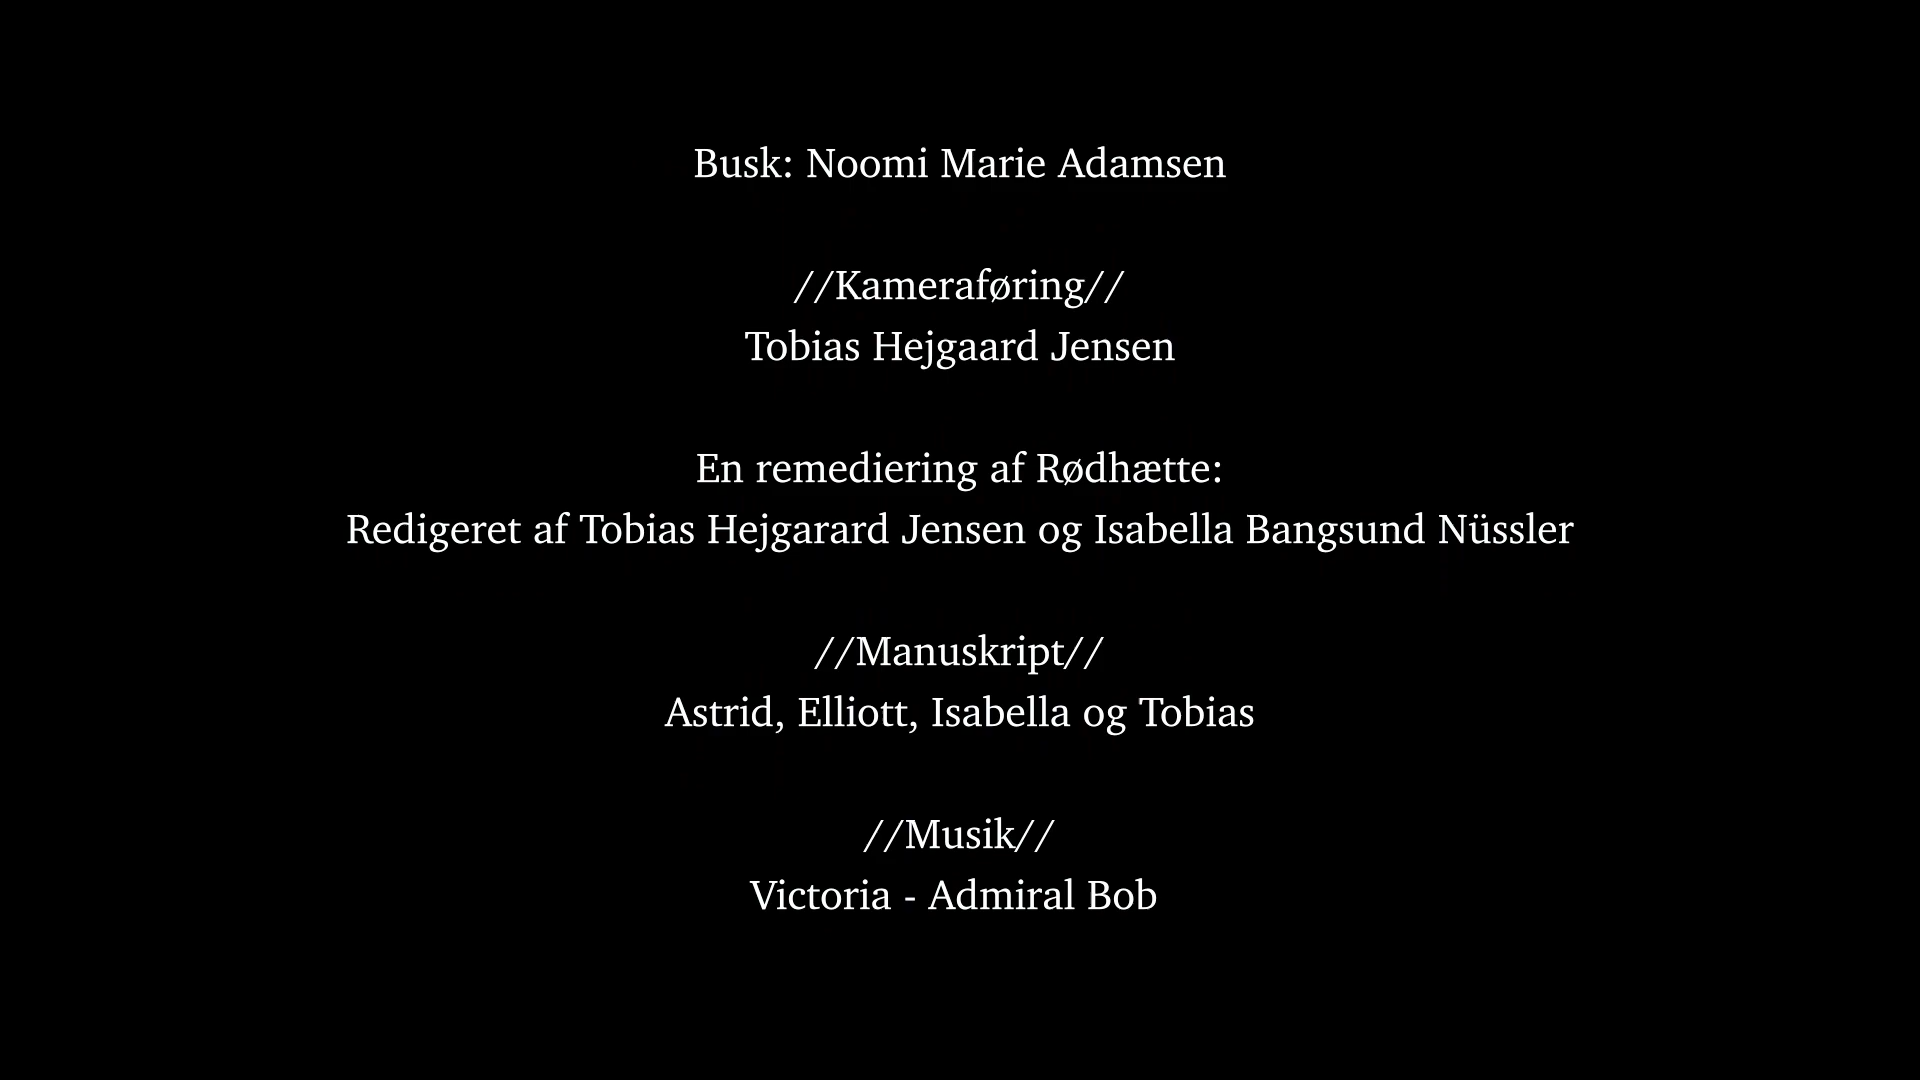 Busk: Noomi Marie Adamsen
//Kameraføring//
Tobias Hejgaard Jensen
En remediering af Rødhætte:
Redigeret af Tobias Hejgarard Jensen og Isabella Bangsund Nüssler
//Manuskript//
Astrid, Elliott, Isabella og Tobias
//Musik//
Victoria - Admiral Bob